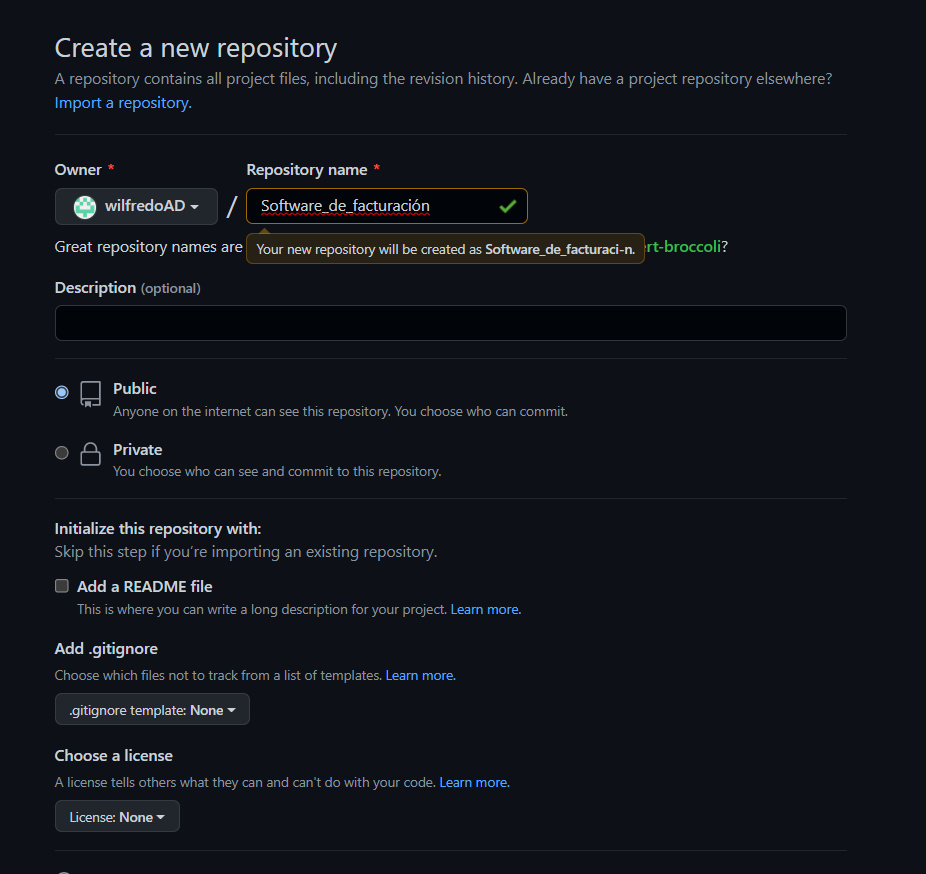 Create a new repository
A repository contains all project files, including the revision history. Already have a project repository elsewhere?
Import a repository.
Owner *
Repository name *
wilfredoAD
/
Software_de_facturación
Great repository names are
Your new repository will be created as Software_de_facturaci-n.
rt-broccoli?
Description (optional)
Public
Anyone on the internet can see this repository. You choose who can commit.
Private
You choose who can see and commit to this repository.
Initialize this repository with:
Skip this step if you're importing an existing repository.
Add a README file
This is where you can write a long description for your project. Learn more.
Add .gitignore
Choose which files not to track from a list of templates. Learn more.
.gitignore template: None
Choose a license
A license tells others what they can and can't do with your code. Learn more.
License: None